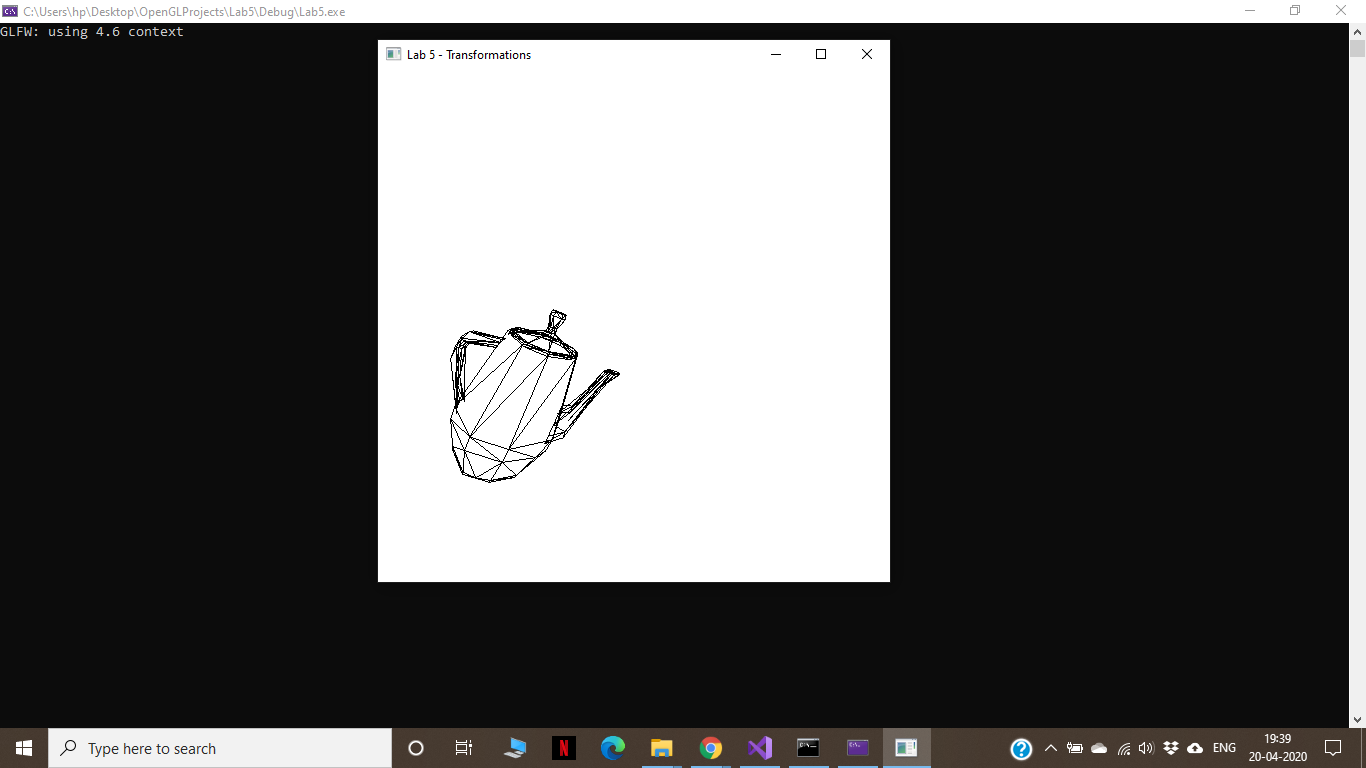 C:\Users\hp\Desktop\OpenGLProjects\Lab5\Debug\Lab5.exe
GLFW: using 4.6 context
Lab 5 - Transformations
Type here to search
ENG
19:39
20-04-2020